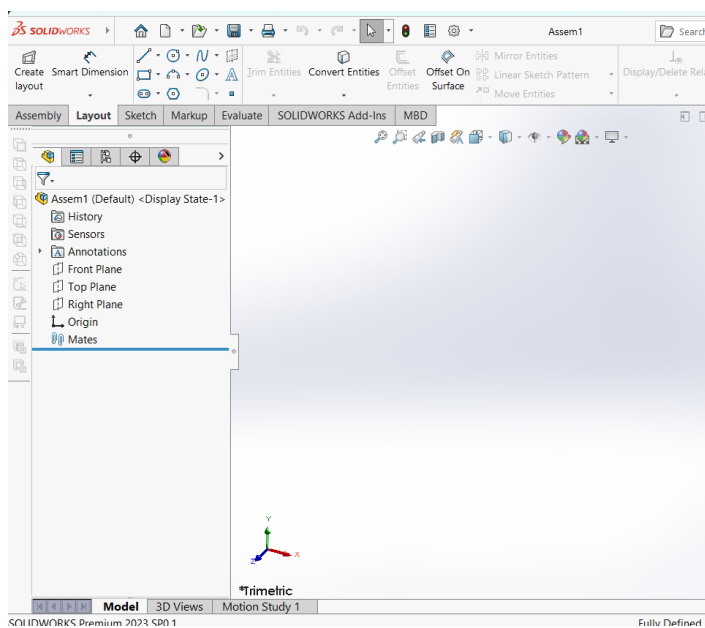 SOLIDWORKS
Assem1
Search
Create layout
Smart Dimension
Trim Entities
Convert Entities
Offset Entities
Offset On Surface
Mirror Entities
Linear Sketch Pattern
Move Entities
Display/Delete Rela
Assembly Layout Sketch Markup Evaluate SOLIDWORKS Add-Ins MBD
Assem1 (Default) <Display State-1>
History
Sensors
Annotations
Front Plane
Top Plane
Right Plane
Origin
Mates
Y
X
Z
*Trimetric
Model 3D Views Motion Study 1
SOLIDWORKS Premium 2023 SP0.1
Fully Defined